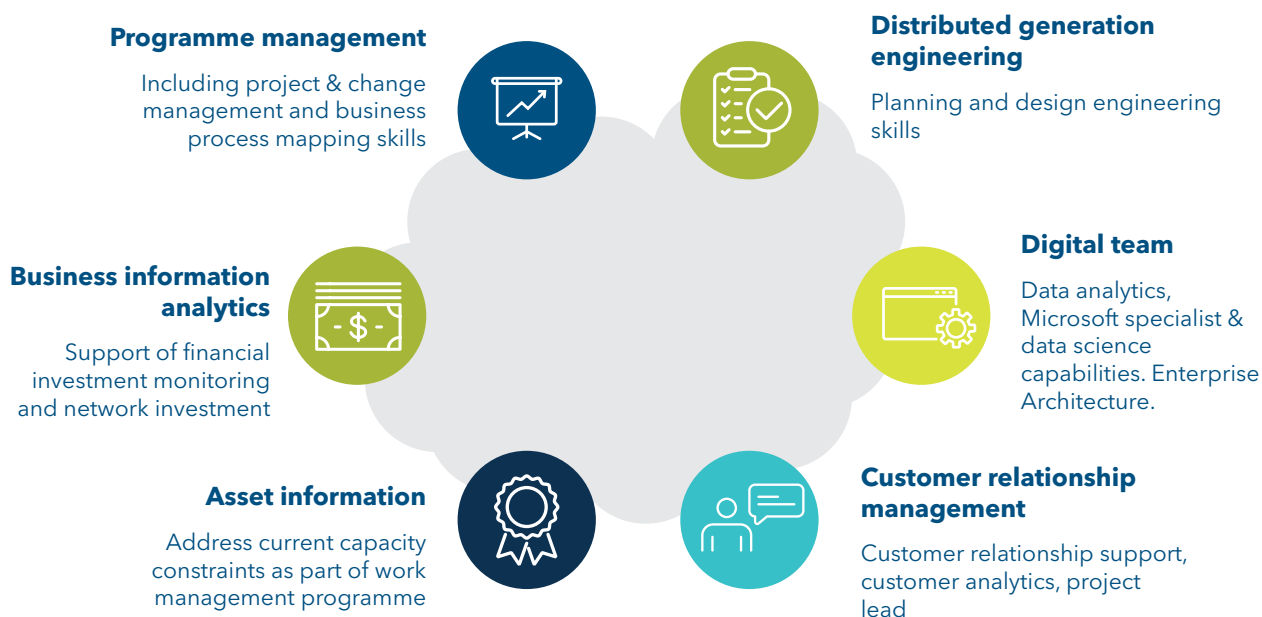 Programme management
Including project & change
management and business
process mapping skills
Distributed generation
engineering
Planning and design engineering
skills
Business information
analytics
Support of financial
investment monitoring
and network investment
$
Digital team
Data analytics,
Microsoft specialist &
data science
capabilities. Enterprise
Architecture.
Asset information
Address current capacity
constraints as part of work
management programme
Customer relationship
management
Customer relationship support,
customer analytics, project
lead